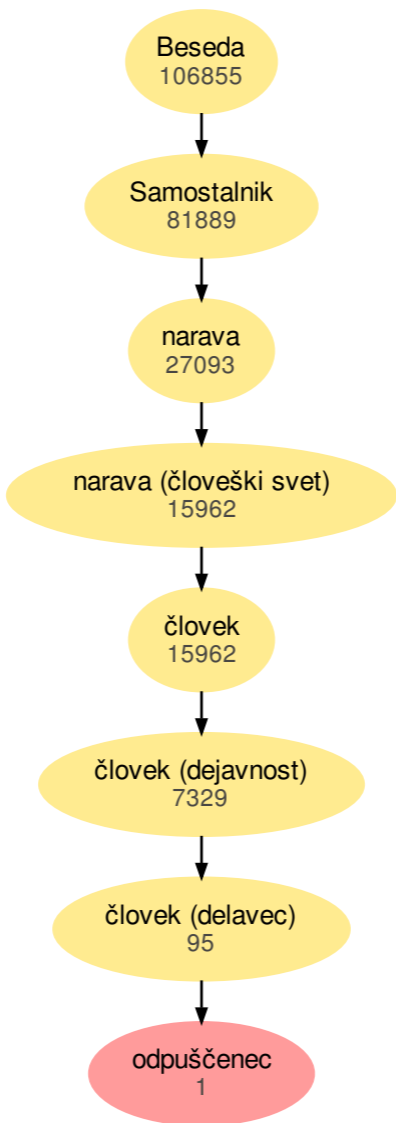 Beseda
106855
Samostalnik
81889
narava
27093
narava (človeški svet)
15962
človek
15962
človek (dejavnost)
7329
človek (delavec)
95
odpuščenec
1